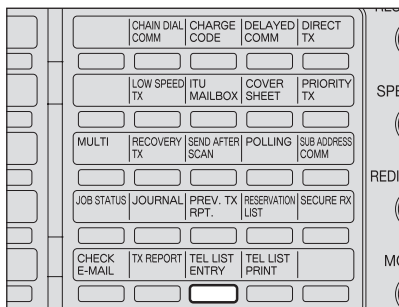 CHAIN DIAL COMM
CHARGE CODE
DELAYED COMM
DIRECT TX
LOW SPEED TX
ITU MAILBOX
COVER SHEET
PRIORITY TX
MULTI
RECOVERY TX
SEND AFTER SCAN
POLLING
SUB ADDRESS COMM
JOB STATUS
JOURNAL
PREV. TX RPT.
RESERVATION LIST
SECURE RX
CHECK E-MAIL
TX REPORT
TEL LIST ENTRY
TEL LIST PRINT
SPE
REDI
MO